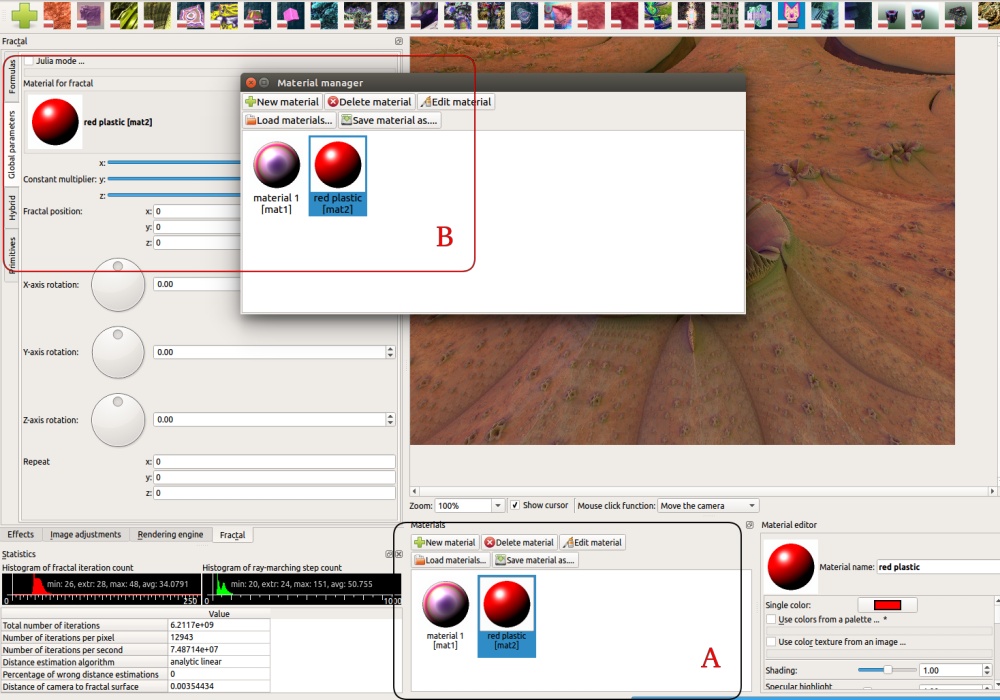 Fractal
Julia mode ...
Formulas
Global parameters
Hybrid
Primitives
Material for fractal
red plastic [mat2]
x:
Constant multiplier: y:
z:
Fractal position: x: 0
y: 0
z: 0
X-axis rotation: 0.00
Y-axis rotation: 0.00
Z-axis rotation: 0.00
Repeat x: 0
y: 0
z: 0
Material manager
New material Delete material Edit material
Load materials... Save material as....
material 1 red plastic
[mat1] [mat2]
B
Zoom: 100% Show cursor Mouse click function: Move the camera
Effects Image adjustments Rendering engine Fractal
Statistics
Histogram of fractal iteration count Histogram of ray-marching step count
min: 26, extr: 28, max: 48, avg: 34.0791 min: 20, extr: 24, max: 151, avg: 50.755
0 250 0 100
Value
Total number of iterations 6.2117e+09
Number of iterations per pixel 12943
Number of iterations per second 7.48714e+07
Distance estimation algorithm analytic linear
Percentage of wrong distance estimations 0
Distance of camera to fractal surface 0.00354434
Materials
New material Delete material Edit material
Load materials... Save material as....
material 1 red plastic
[mat1] [mat2]
A
Material editor
Material name: red plastic
Single color:
Use colors from a palette ... *
Use color texture from an image ...
Shading: 1.00
Specular highlight